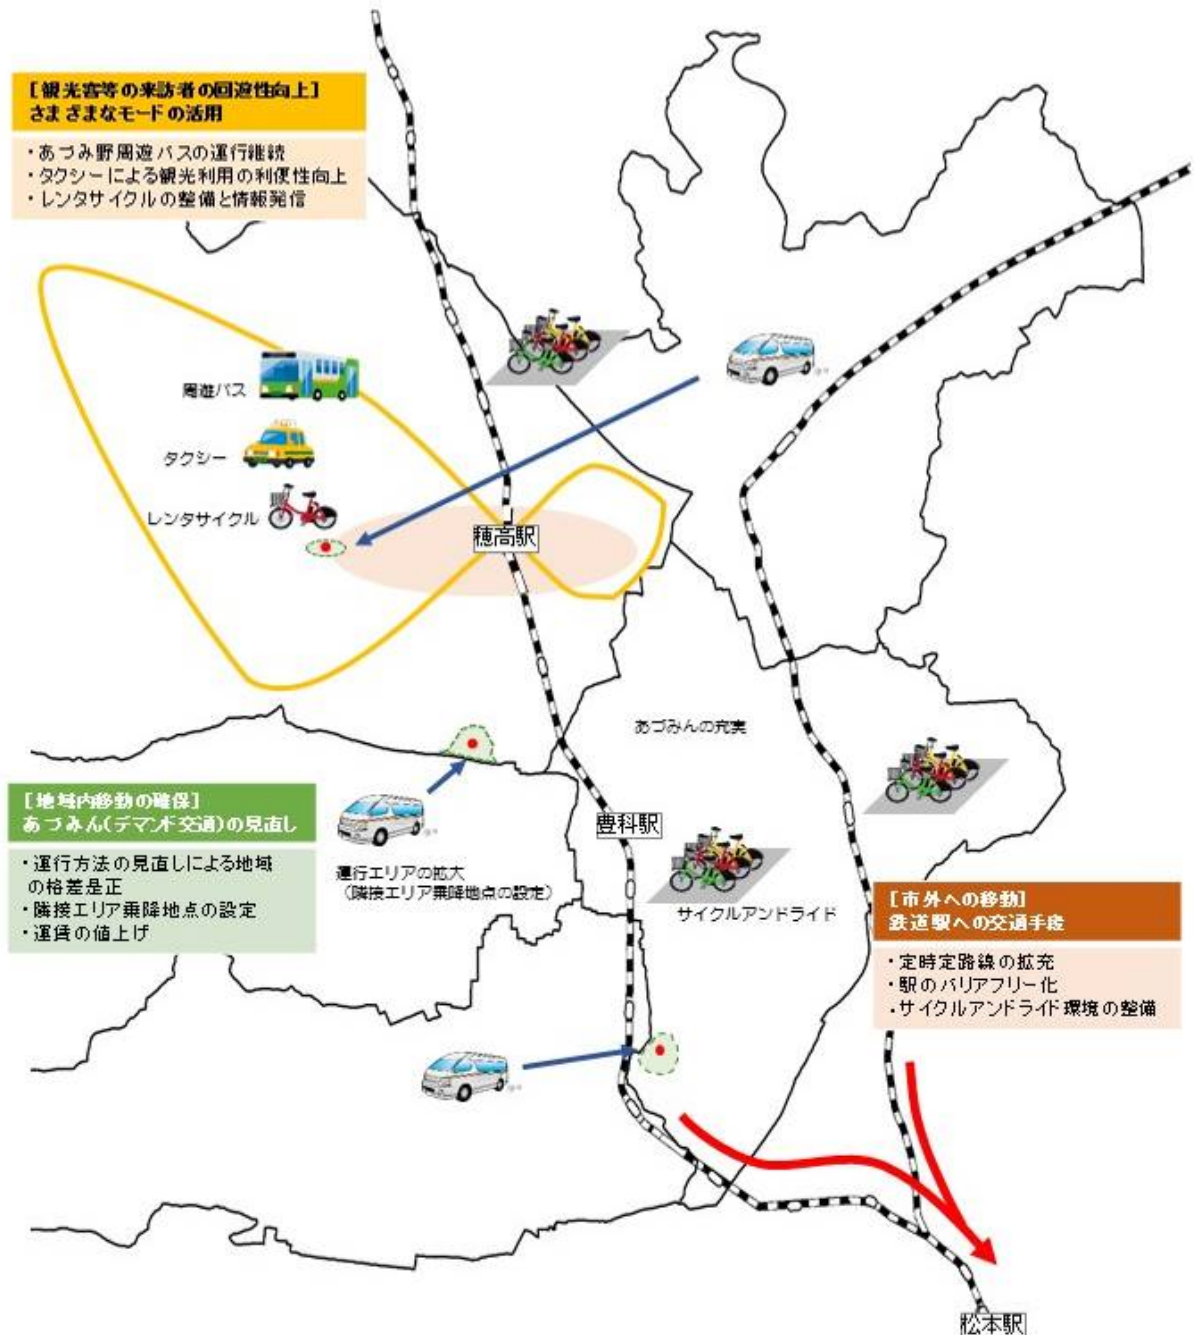 ［観光客等の来訪者の回遊性向上］
さまざまなモードの活用
・あづみ野周遊バスの運行継続
・タクシーによる観光利用の利便性向上
・レンタサイクルの整備と情報発信
周遊バス
タクシー
レンタサイクル
穂高駅
あづみんの充実
［地域内移動の確保］
あづみん(デマンド交通)の見直し
・運行方法の見直しによる地域
の格差是正
・隣接エリア乗降地点の設定
・運賃の値上げ
運行エリアの拡大
（隣接エリア乗降地点の設定）
豊科駅
サイクルアンドライド
［市外への移動］
鉄道駅への交通手段
・定時定路線の拡充
・駅のバリアフリー化
・サイクルアンドライド環境の整備
松本駅